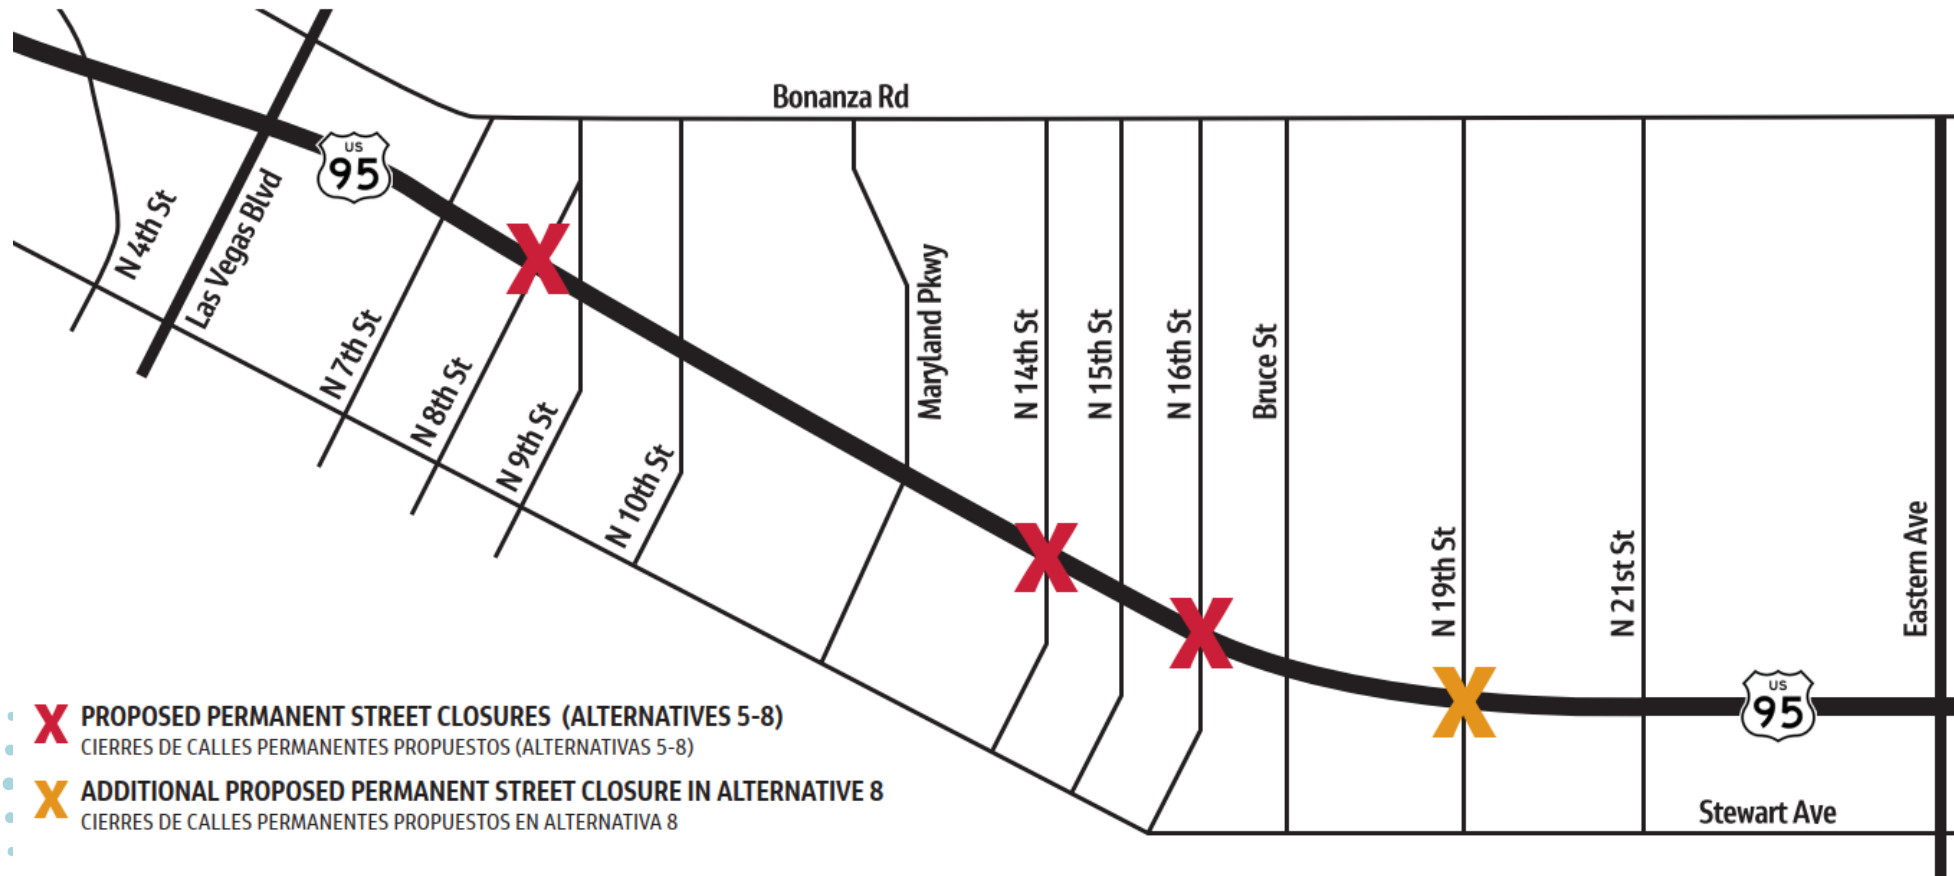 Bonanza Rd
US
95
N 4th St
Las Vegas Blvd
N 7th St
N 8th St
N 9th St
N 10th St
Maryland Pkwy
N 14th St
N 15th St
N 16th St
Bruce St
N 19th St
N 21st St
Eastern Ave
US
95
Stewart Ave
X PROPOSED PERMANENT STREET CLOSURES (ALTERNATIVES 5-8)
CIERRES DE CALLES PERMANENTES PROPUESTOS (ALTERNATIVAS 5-8)
X ADDITIONAL PROPOSED PERMANENT STREET CLOSURE IN ALTERNATIVE 8
CIERRES DE CALLES PERMANENTES PROPUESTOS EN ALTERNATIVA 8